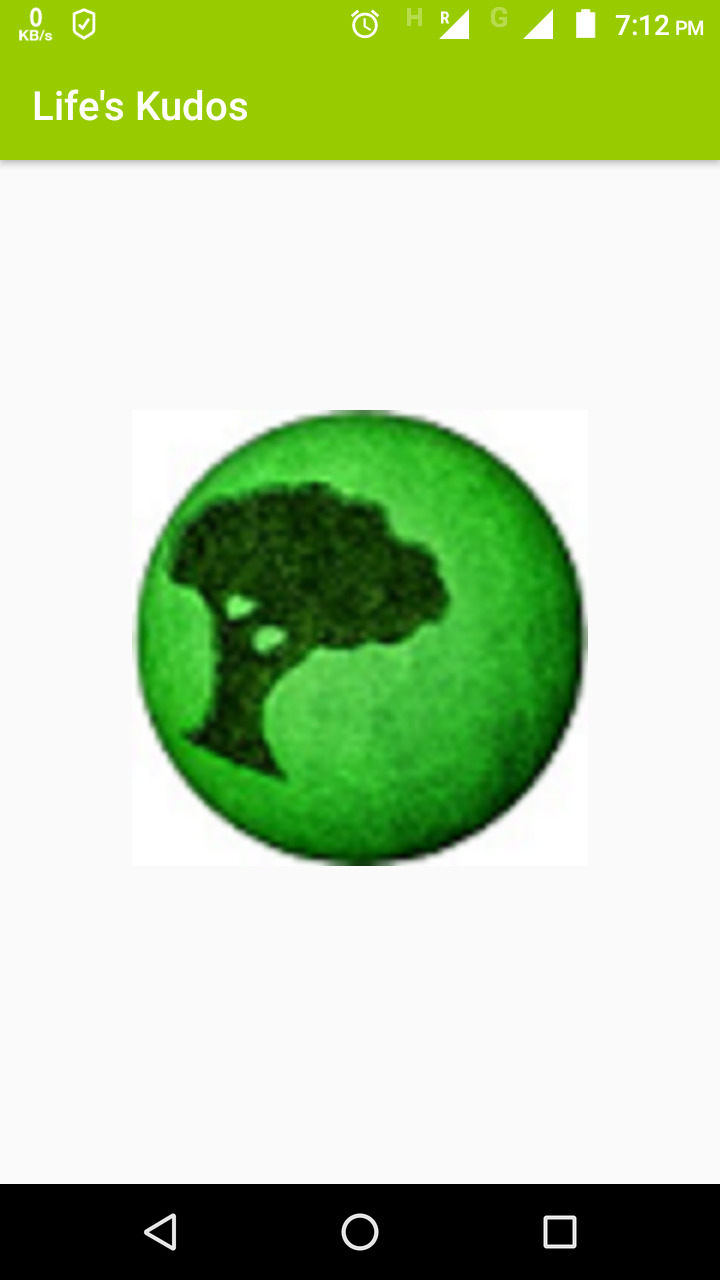 0
KB/s
H R G 7:12 PM
Life's Kudos